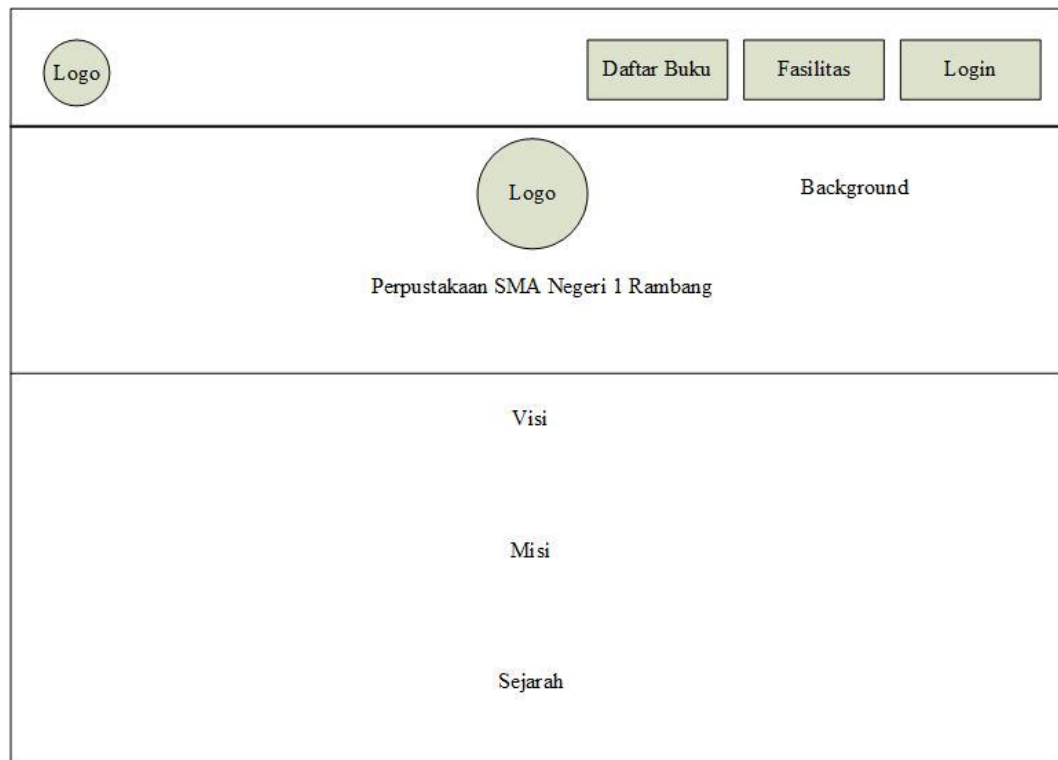 Logo
Daftar Buku
Fasilitas
Login
Logo
Background
Perpustakaan SMA Negeri 1 Rambang
Visi
Misi
Sejarah